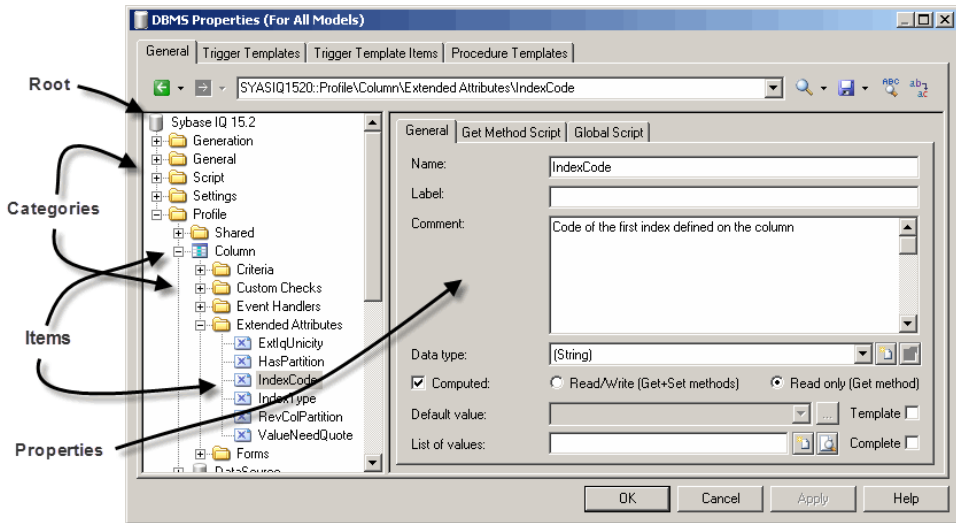 DBMS Properties (For All Models)
General Trigger Templates Trigger Template Items Procedure Templates
SYASIQ1520::Profile\Column\Extended Attributes\IndexCode
Root
Categories
Items
Properties
Sybase IQ 15.2
Generation
General
Script
Settings
Profile
Shared
Column
Criteria
Custom Checks
Event Handlers
Extended Attributes
ExtIqUnicity
HasPartition
IndexCode
IndexType
RevColPartition
ValueNeedQuote
Forms
DataSource
General Get Method Script Global Script
Name: IndexCode
Label:
Comment: Code of the first index defined on the column
Data type: (String)
Computed: Read/Write (Get+Set methods) Read only (Get method)
Default value: ... Template
List of values: Complete
OK Cancel Apply Help